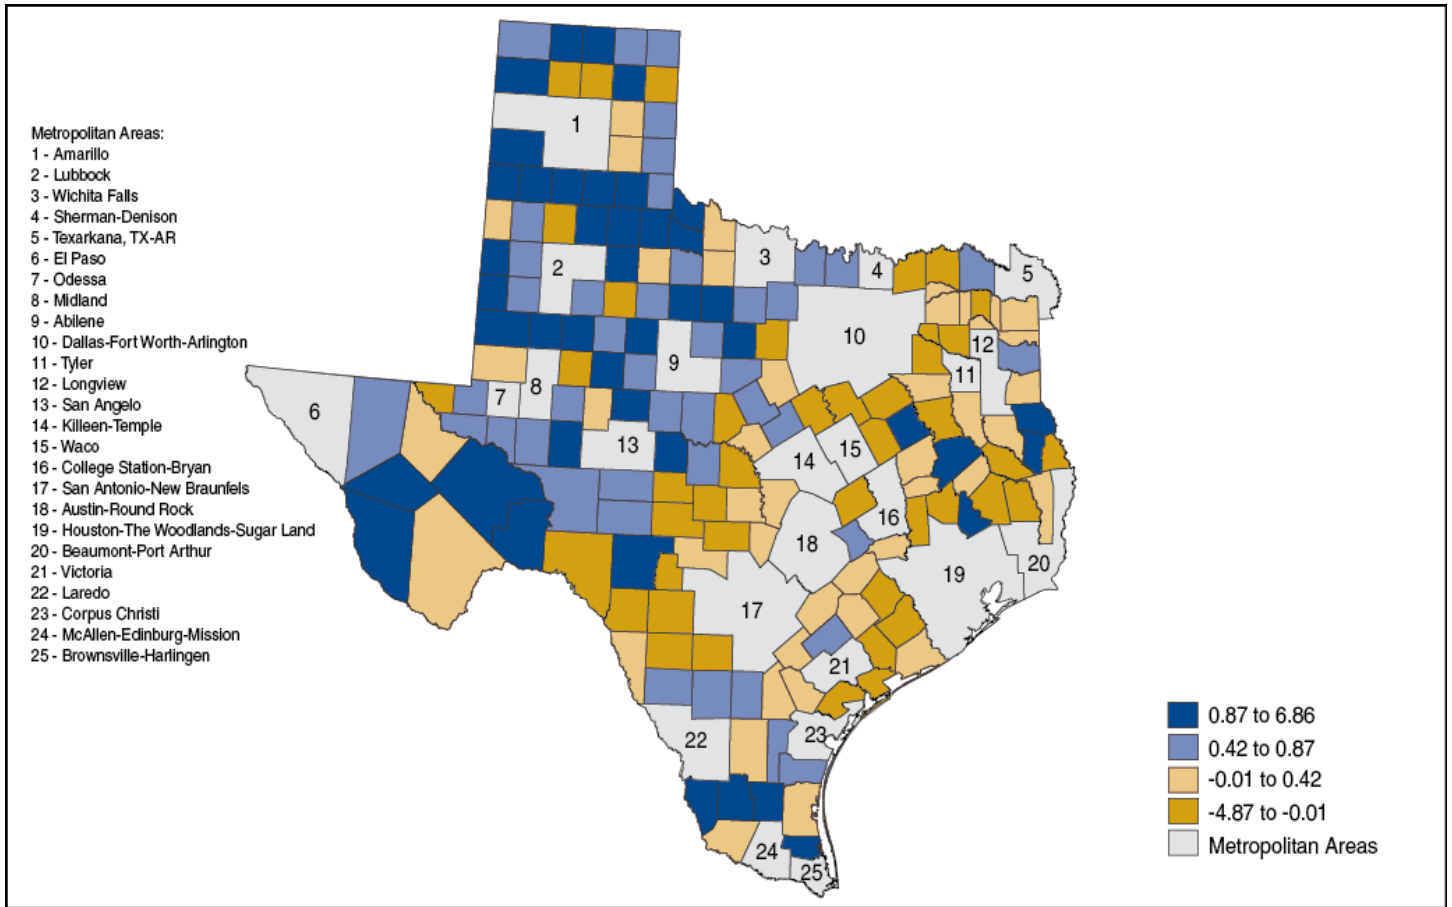 Metropolitan Areas:
1 - Amarillo
2 - Lubbock
3 - Wichita Falls
4 - Sherman-Denison
5 - Texarkana, TX-AR
6 - El Paso
7 - Odessa
8 - Midland
9 - Abilene
10 - Dallas-Fort Worth-Arlington
11 - Tyler
12 - Longview
13 - San Angelo
14 - Killeen-Temple
15 - Waco
16 - College Station-Bryan
17 - San Antonio-New Braunfels
18 - Austin-Round Rock
19 - Houston-The Woodlands-Sugar Land
20 - Beaumont-Port Arthur
21 - Victoria
22 - Laredo
23 - Corpus Christi
24 - McAllen-Edinburg-Mission
25 - Brownsville-Harlingen
1
2
3
4
5
10
12
9
11
8
7
6
13
15
14
16
18
20
19
17
21
23
22
24
25
0.87 to 6.86
0.42 to 0.87
-0.01 to 0.42
-4.87 to -0.01
Metropolitan Areas